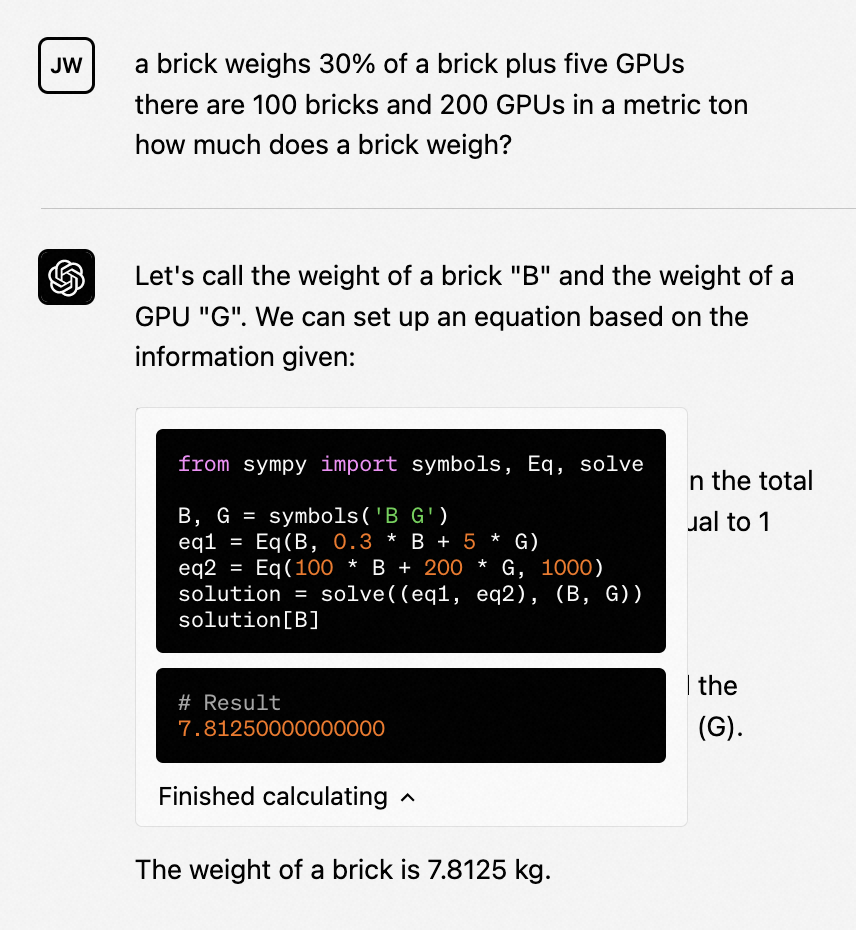 JW
a brick weighs 30% of a brick plus five GPUs
there are 100 bricks and 200 GPUs in a metric ton
how much does a brick weigh?
Let's call the weight of a brick "B" and the weight of a
GPU "G". We can set up an equation based on the
information given:
from sympy import symbols, Eq, solve
B, G = symbols('B G')
eq1 = Eq(B, 0.3 * B + 5 * G)
eq2 = Eq(100 * B + 200 * G, 1000)
solution = solve((eq1, eq2), (B, G))
solution[B]
# Result
7.81250000000000
Finished calculating
the total
to 1
the
(G).
The weight of a brick is 7.8125 kg.